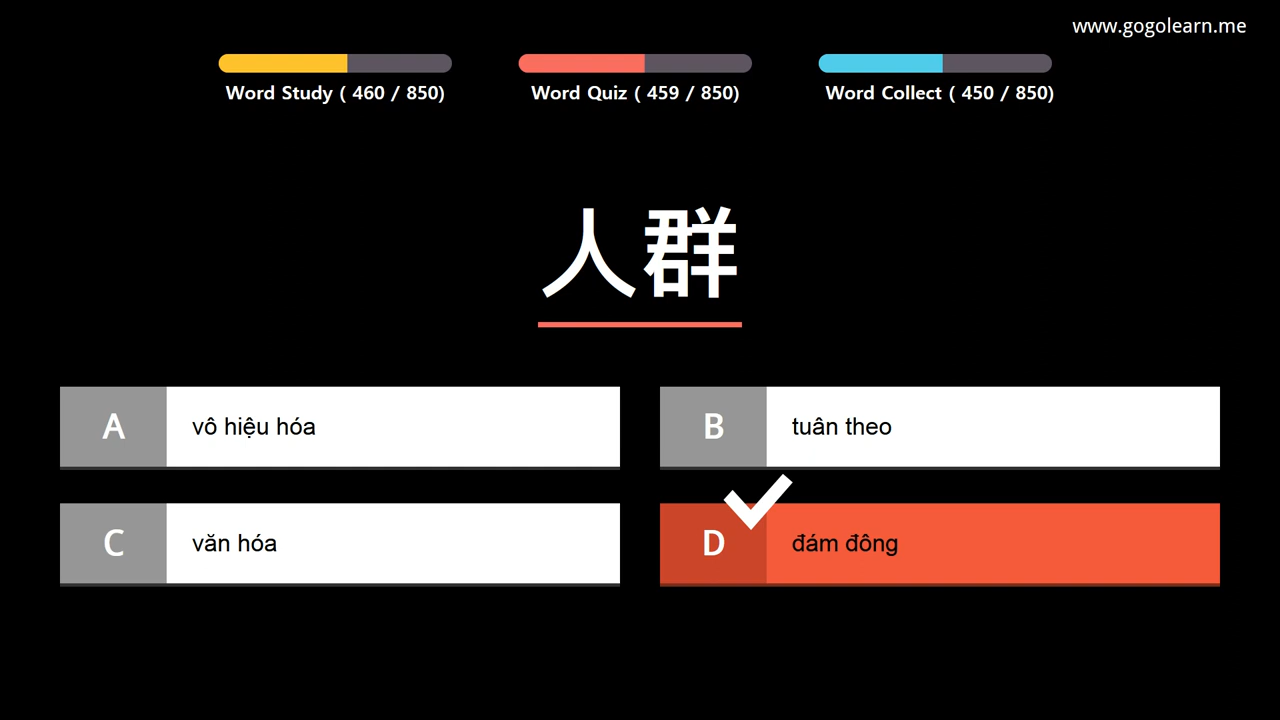 www.gogolearn.me
Word Study ( 460 / 850)
Word Quiz ( 459 / 850)
Word Collect ( 450 / 850)
人群
A
vô hiệu hóa
B
tuân theo
C
văn hóa
D
đám đông